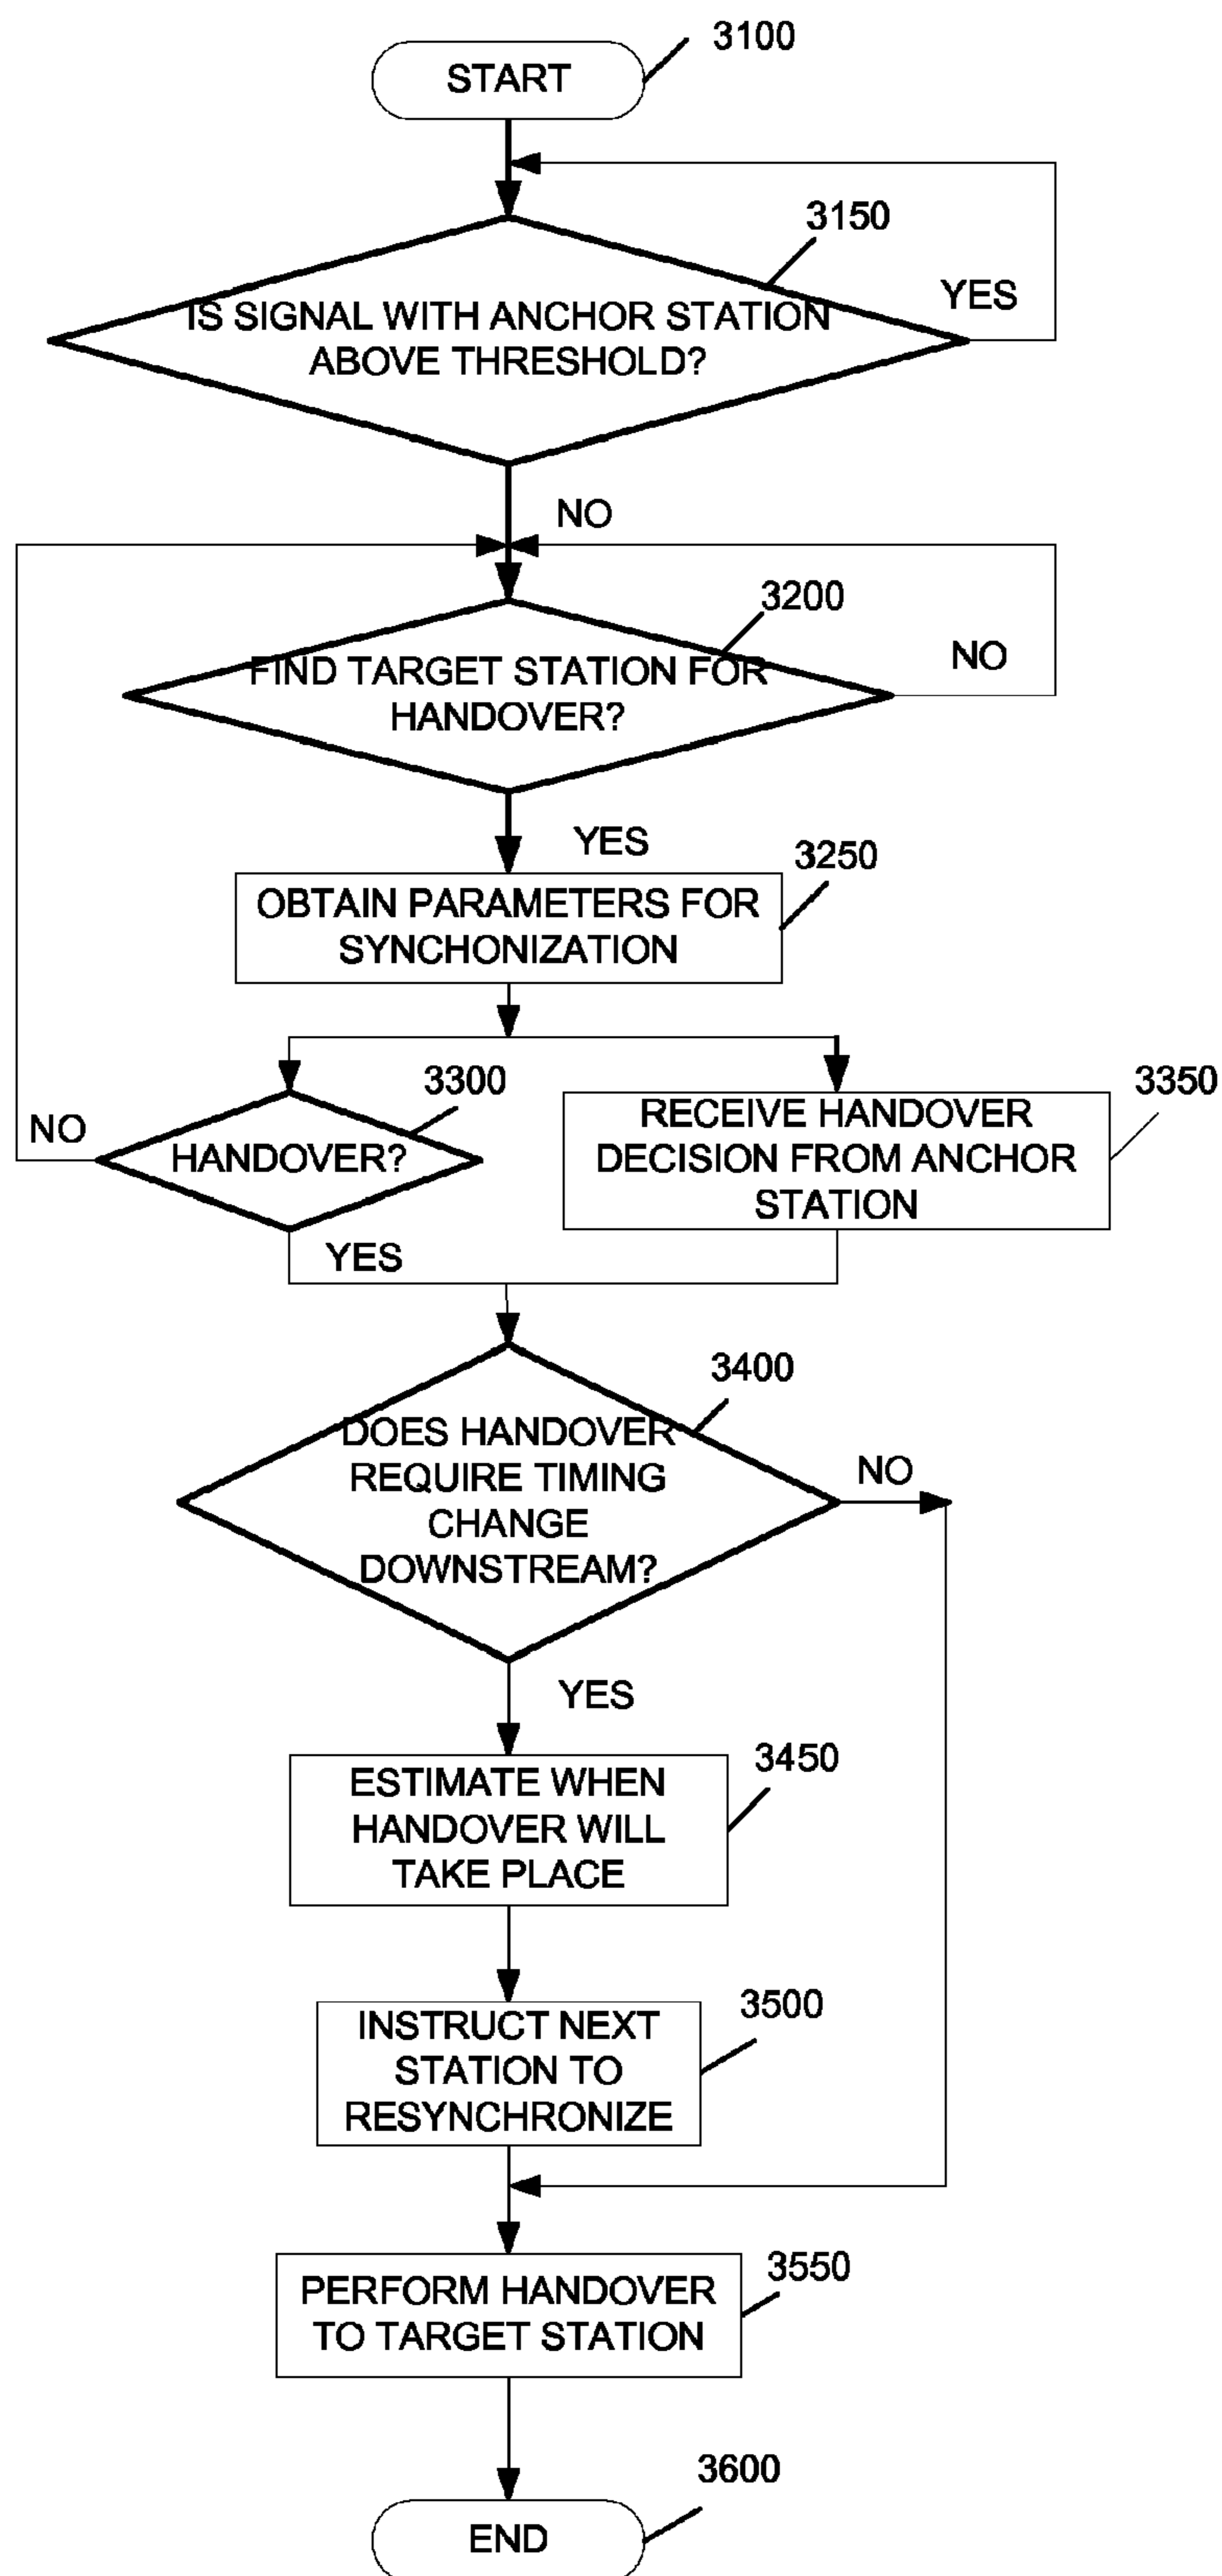 3100
START
3150
IS SIGNAL WITH ANCHOR STATION
ABOVE THRESHOLD?
YES
NO
3200
FIND TARGET STATION FOR
HANDOVER?
NO
YES
3250
OBTAIN PARAMETERS FOR
SYNCHONIZATION
3300
NO
HANDOVER?
YES
3350
RECEIVE HANDOVER
DECISION FROM ANCHOR
STATION
3400
DOES HANDOVER
REQUIRE TIMING
CHANGE
DOWNSTREAM?
NO
YES
3450
ESTIMATE WHEN
HANDOVER WILL
TAKE PLACE
3500
INSTRUCT NEXT
STATION TO
RESYNCHRONIZE
3550
PERFORM HANDOVER
TO TARGET STATION
3600
END